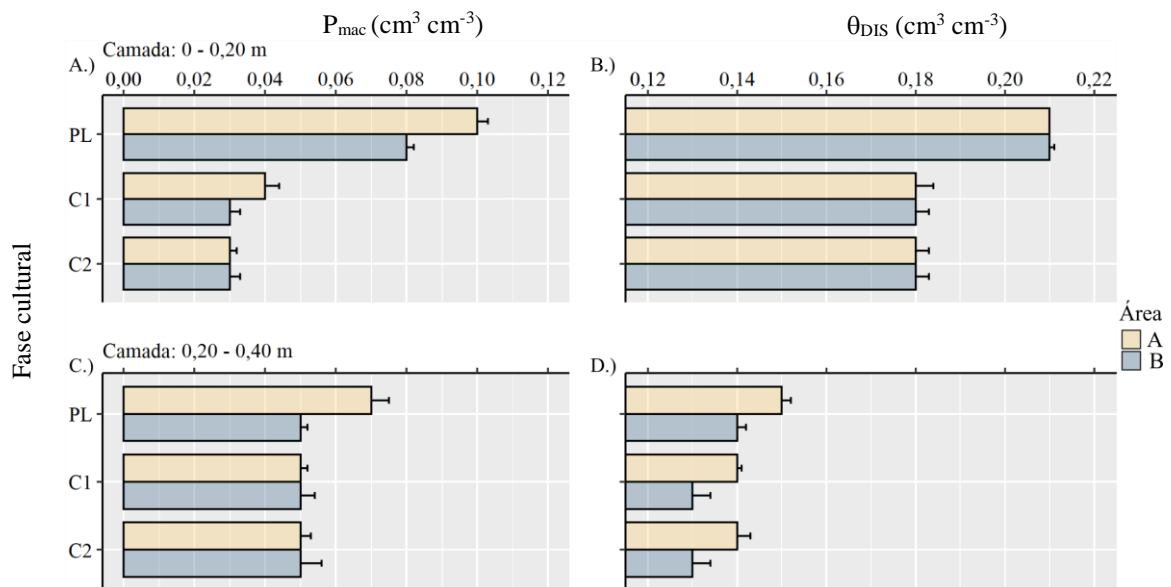 P_mac (cm³ cm⁻³)
θ_DIS (cm³ cm⁻³)
Camada: 0 - 0,20 m
A.)
0,00 0,02 0,04 0,06 0,08 0,10 0,12
B.)
0,12 0,14 0,16 0,18 0,20 0,22
PL
C1
C2
Fase cultural
Área
A
B
Camada: 0,20 - 0,40 m
C.)
D.)
PL
C1
C2